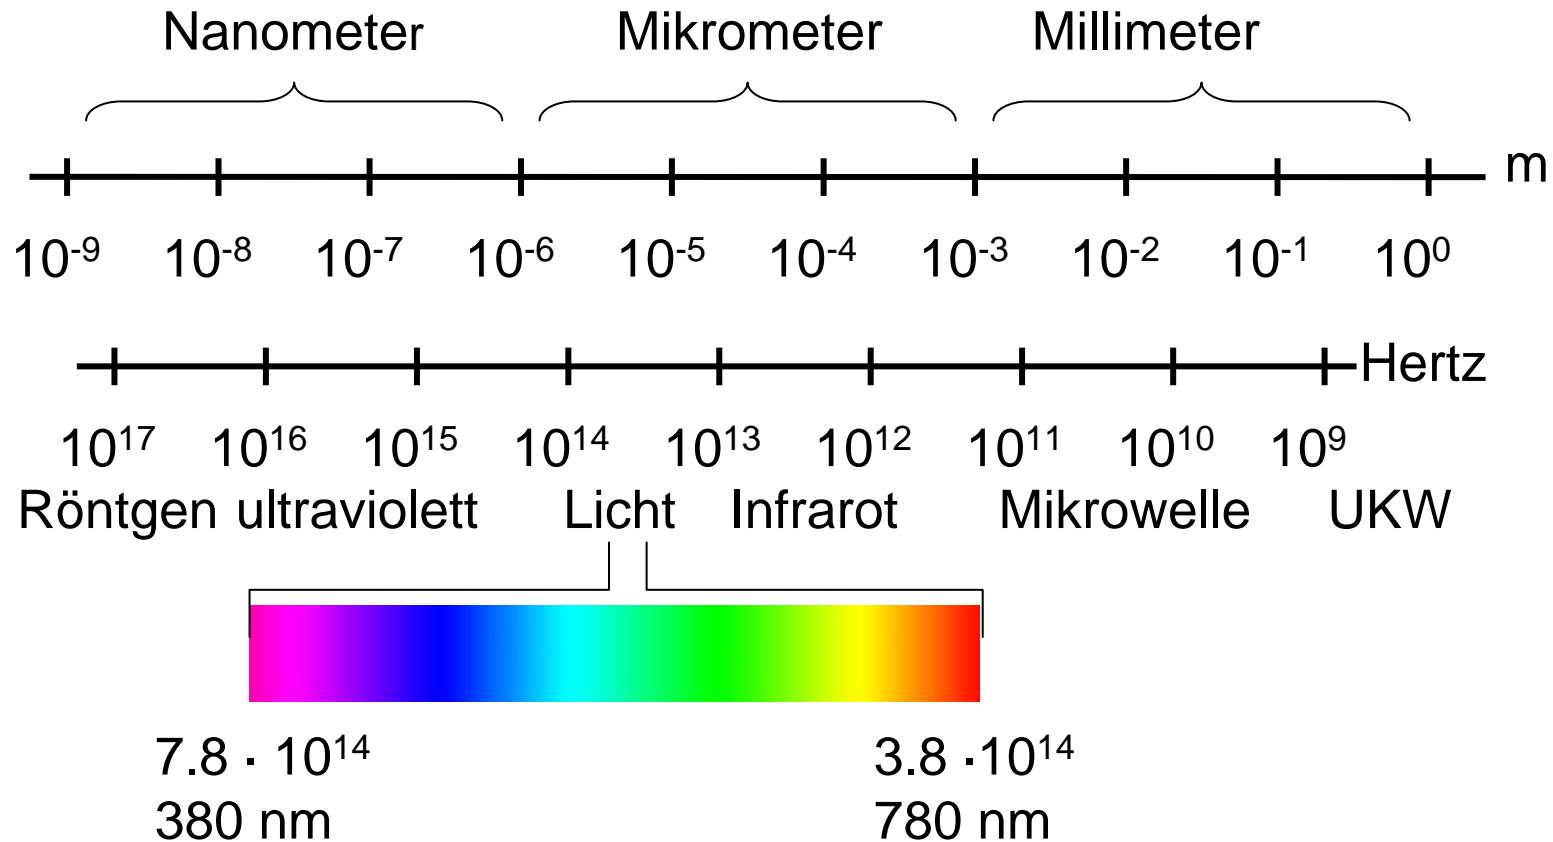 Nanometer Mikrometer Millimeter
m
10⁻⁹ 10⁻⁸ 10⁻⁷ 10⁻⁶ 10⁻⁵ 10⁻⁴ 10⁻³ 10⁻² 10⁻¹ 10⁰
Hertz
10¹⁷ 10¹⁶ 10¹⁵ 10¹⁴ 10¹³ 10¹² 10¹¹ 10¹⁰ 10⁹
Röntgen ultraviolett Licht Infrarot Mikrowelle UKW
7.8 · 10¹⁴ 3.8 ·10¹⁴
380 nm 780 nm